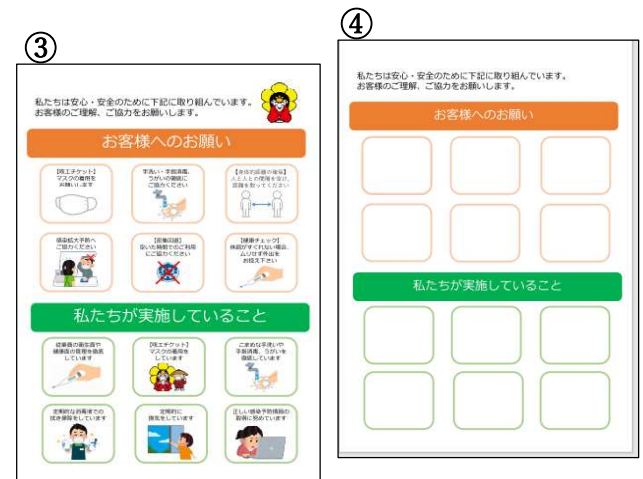 ③
私たちは安心・安全のために下記に取り組んでいます。
お客様のご理解、ご協力をお願いします。
お客様へのお願い
【咳エチケット】
マスクの着用を
お願いします
手洗い・手指消毒、
うがいの徹底に
ご協力ください
【身体的距離の確保】
人と人との間隔を空け、
距離を取ってください
感染拡大予防へ
ご協力ください
【密集回避】
空いた時間でのご利用
にご協力ください
【健康チェック】
体調がすぐれない場合、
ムリせず外出を
お控え下さい
私たちが実施していること
従業員の衛生面や
健康面の管理を徹底
しています
【咳エチケット】
マスクの着用を
しています
こまめな手洗いや
手指消毒、うがいを
徹底しています
定期的な消毒液での
拭き掃除をしています
定期的に
換気をしています
正しい感染予防情報の
収集に努めています
④
私たちは安心・安全のために下記に取り組んでいます。
お客様のご理解、ご協力をお願いします。
お客様へのお願い
私たちが実施していること